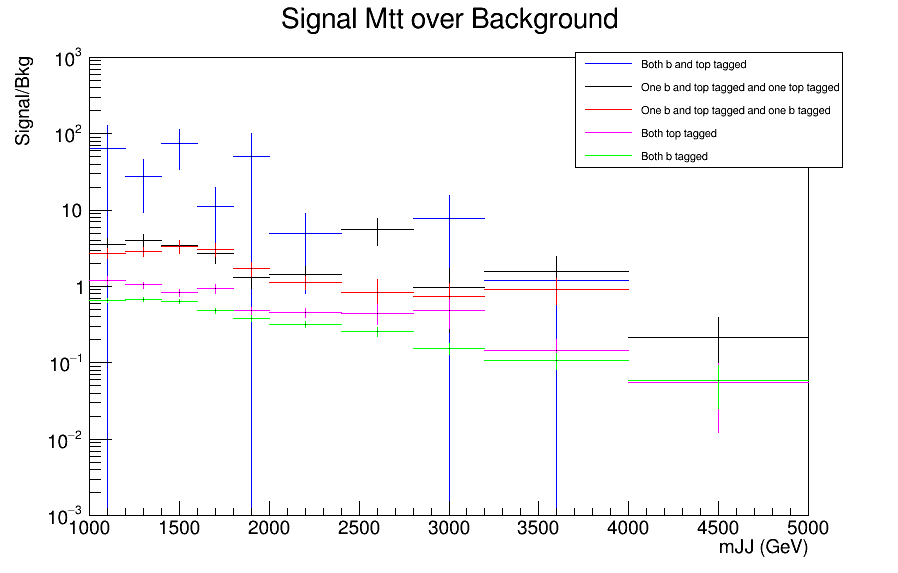 Signal Mtt over Background
Signal/Bkg
10³
10²
10
1
10⁻¹
10⁻²
10⁻³
Both b and top tagged
One b and top tagged and one top tagged
One b and top tagged and one b tagged
Both top tagged
Both b tagged
1000 1500 2000 2500 3000 3500 4000 4500 5000
mJJ (GeV)